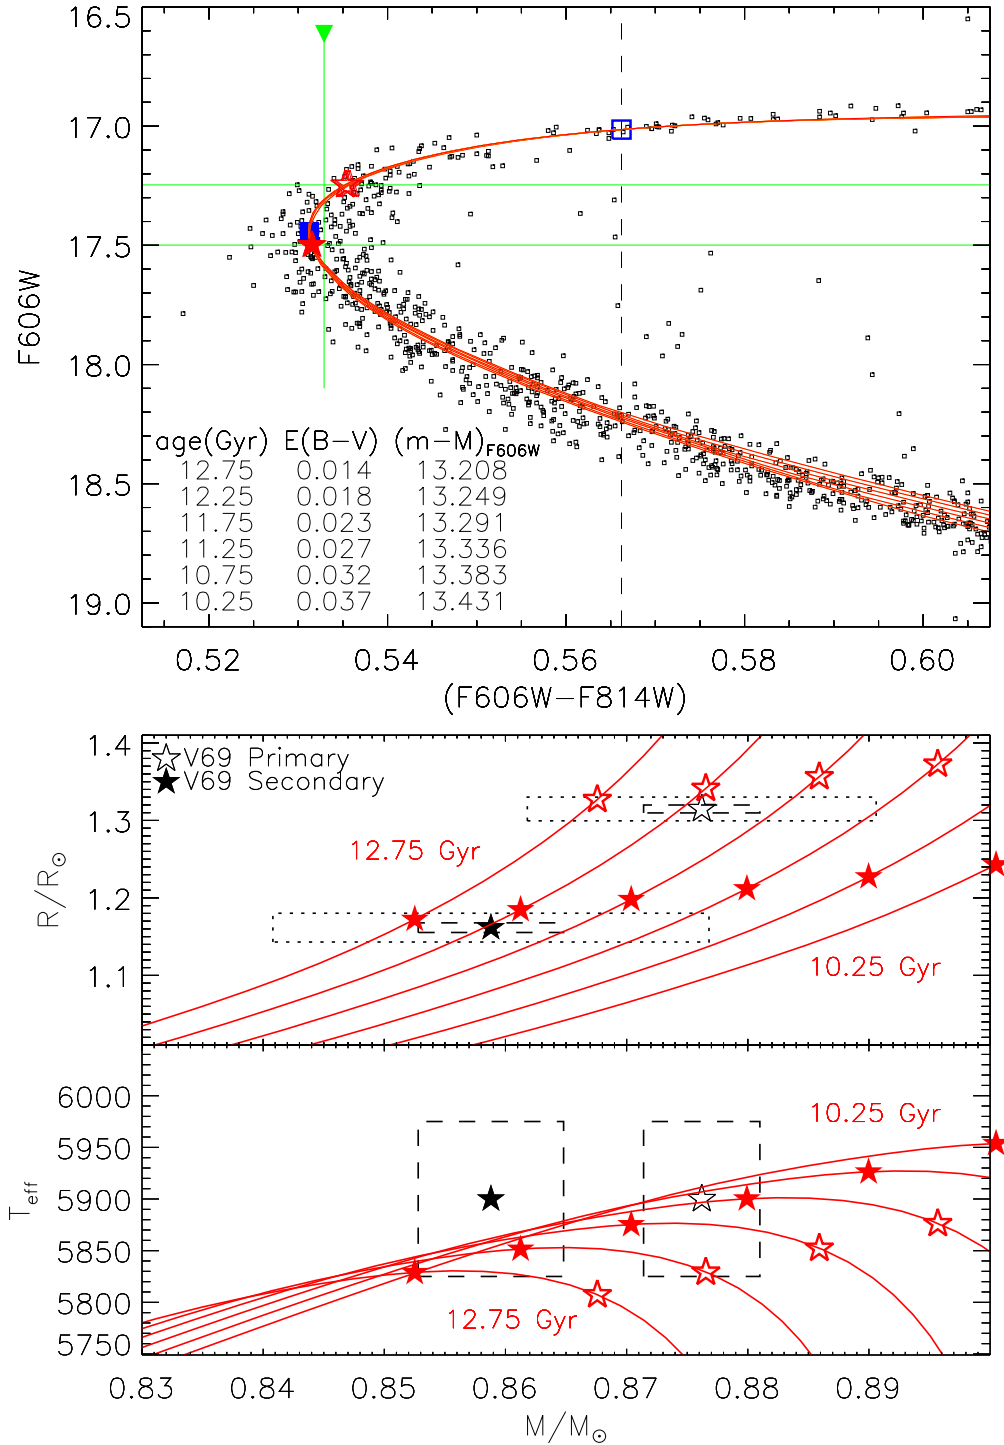 16.5
17.0
17.5
18.0
18.5
19.0
F606W
age(Gyr) E(B−V) (m−M)F606W
12.75 0.014 13.208
12.25 0.018 13.249
11.75 0.023 13.291
11.25 0.027 13.336
10.75 0.032 13.383
10.25 0.037 13.431
0.52 0.54 0.56 0.58 0.60
(F606W−F814W)
1.4
1.3
1.2
1.1
R/R⊙
V69 Primary
V69 Secondary
12.75 Gyr
10.25 Gyr
6000
5950
5900
5850
5800
5750
Teff
10.25 Gyr
12.75 Gyr
0.83 0.84 0.85 0.86 0.87 0.88 0.89
M/M⊙